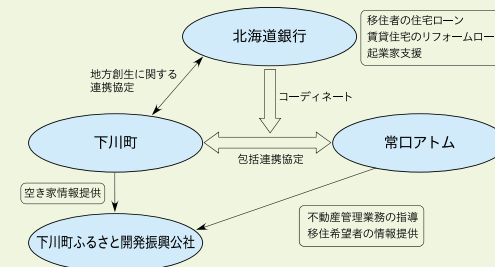 北海道銀行
移住者の住宅ローン
賃貸住宅のリフォームロー
起業家支援
地方創生に関する
連携協定
コーディネート
下川町
常口アトム
包括連携協定
空き家情報提供
下川町ふるさと開発振興公社
不動産管理業務の指導
移住希望者の情報提供